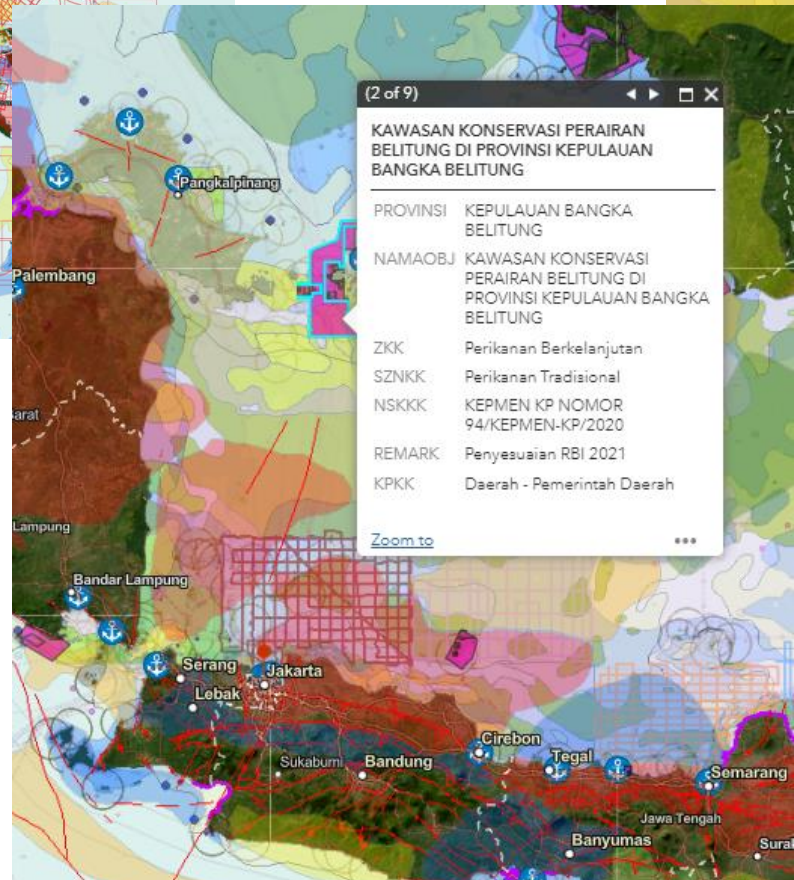 (2 of 9)
KAWASAN KONSERVASI PERAIRAN
BELITUNG DI PROVINSI KEPULAUAN
BANGKA BELITUNG
PROVINSI KEPULAUAN BANGKA
BELITUNG
NAMAOBJ KAWASAN KONSERVASI
PERAIRAN BELITUNG DI
PROVINSI KEPULAUAN BANGKA
BELITUNG
ZKK Perikanan Berkelanjutan
SZNKK Perikanan Tradisional
NSKKK KEPMEN KP NOMOR
94/KEPMEN-KP/2020
REMARK Penyesuaian RBI 2021
KPKK Daerah - Pemerintah Daerah
Zoom to
Pangkalpinang
Palembang
arat
Lampung
Bandar Lampung
Serang
Jakarta
Lebak
Sukabumi
Bandung
Cirebon
Tegal
Semarang
Jawa Tengah
Banyumas
Surak